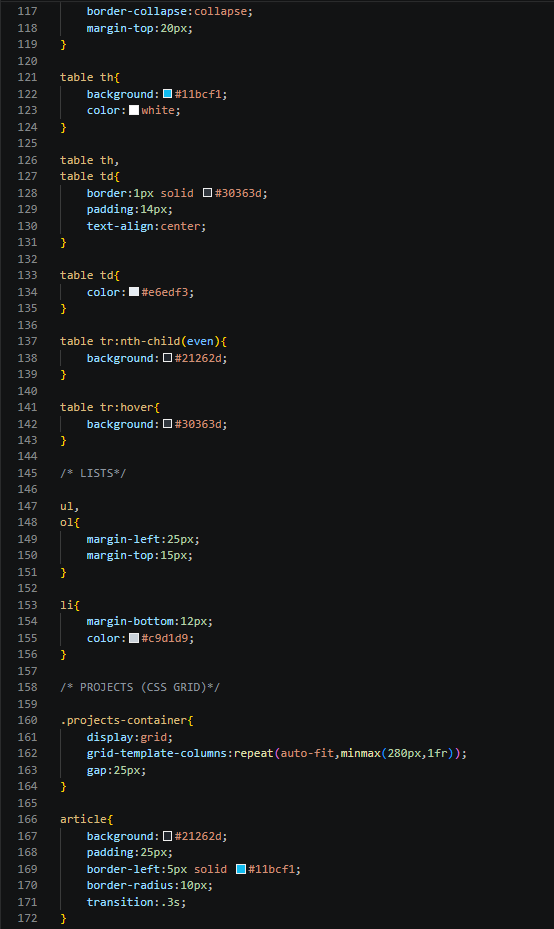 117 border-collapse:collapse;
118 margin-top:20px;
119 }
120
121 table th{
122 background:#11bcf1;
123 color:white;
124 }
125
126 table th,
127 table td{
128 border:1px solid #30363d;
129 padding:14px;
130 text-align:center;
131 }
132
133 table td{
134 color:#e6edf3;
135 }
136
137 table tr:nth-child(even){
138 background:#21262d;
139 }
140
141 table tr:hover{
142 background:#30363d;
143 }
144
145 /* LISTS*/
146
147 ul,
148 ol{
149 margin-left:25px;
150 margin-top:15px;
151 }
152
153 li{
154 margin-bottom:12px;
155 color:#c9d1d9;
156 }
157
158 /* PROJECTS (CSS GRID)*/
159
160 .projects-container{
161 display:grid;
162 grid-template-columns:repeat(auto-fit,minmax(280px,1fr));
163 gap:25px;
164 }
165
166 article{
167 background:#21262d;
168 padding:25px;
169 border-left:5px solid #11bcf1;
170 border-radius:10px;
171 transition:.3s;
172 }